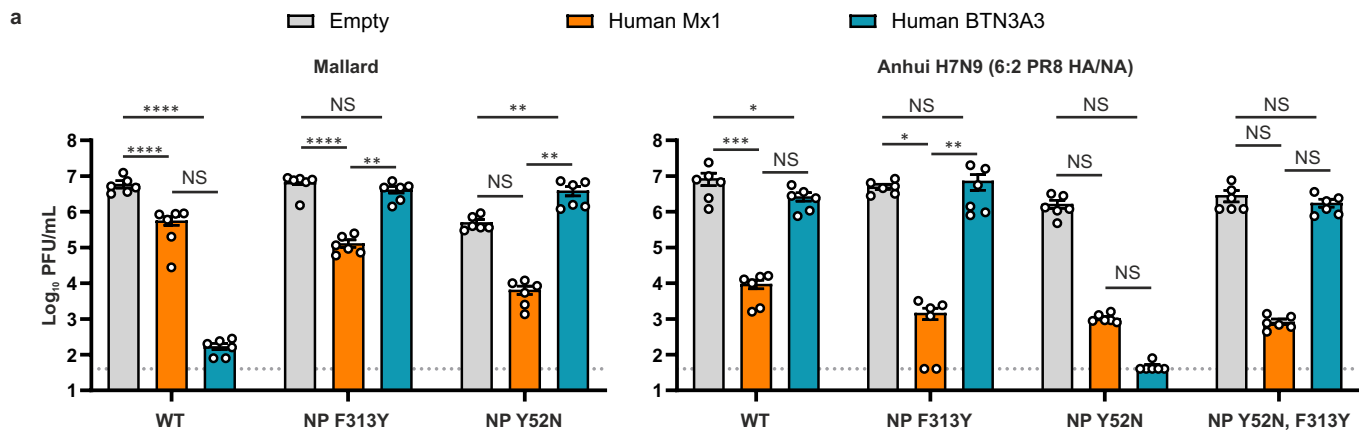 a
Empty
Human Mx1
Human BTN3A3
Mallard
Anhui H7N9 (6:2 PR8 HA/NA)
**** NS ** * NS NS NS
**** NS **** ** NS ** *** NS * ** NS NS NS NS
Log₁₀ PFU/mL
8 8
7 7
6 6
5 5
4 4
3 3
2 2
1 1
WT NP F313Y NP Y52N WT NP F313Y NP Y52N NP Y52N, F313Y